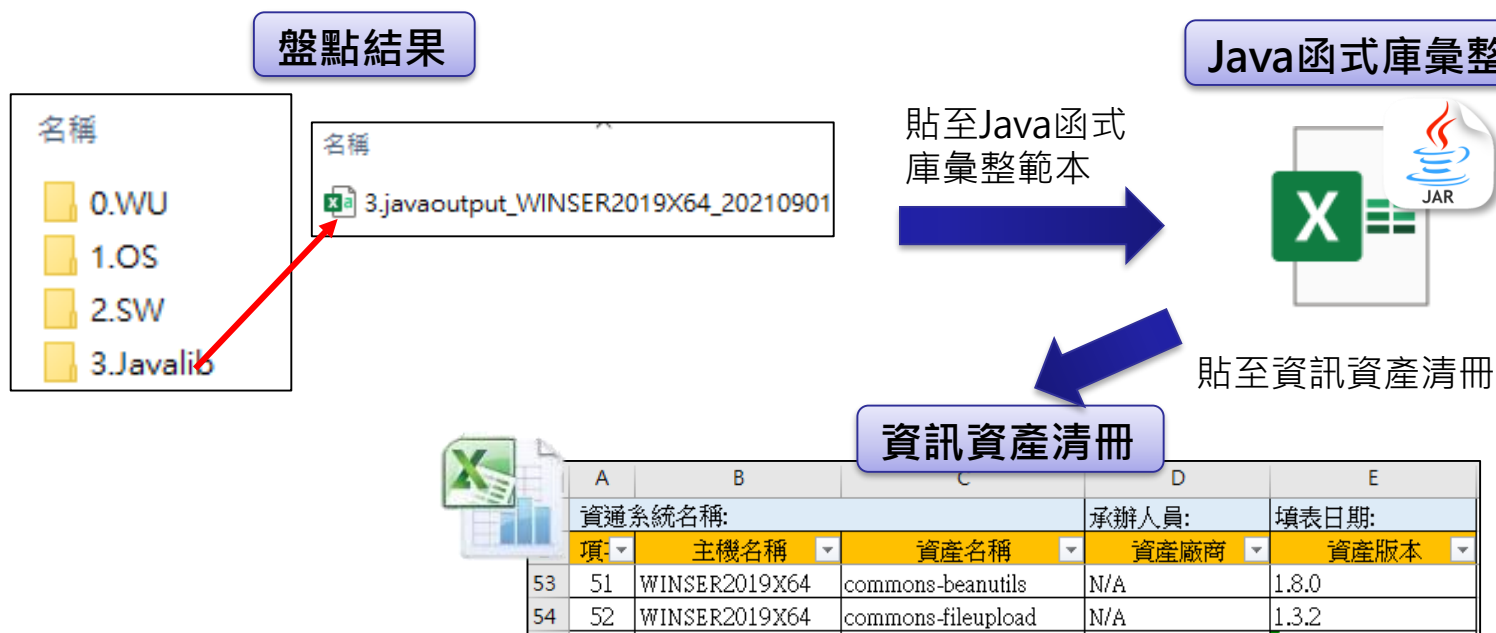 盤點結果
Java函式庫彙整
名稱
0.WU
1.OS
2.SW
3.Javalib
名稱
3.javaoutput_WINSER2019X64_20210901
貼至Java函式
庫彙整範本
JAR
貼至資訊資產清冊
資訊資產清冊
A B C D E
資通系統名稱: 承辦人員: 填表日期:
項 主機名稱 資產名稱 資產廠商 資產版本
53 51 WINSER2019X64 commons-beanutils N/A 1.8.0
54 52 WINSER2019X64 commons-fileupload N/A 1.3.2